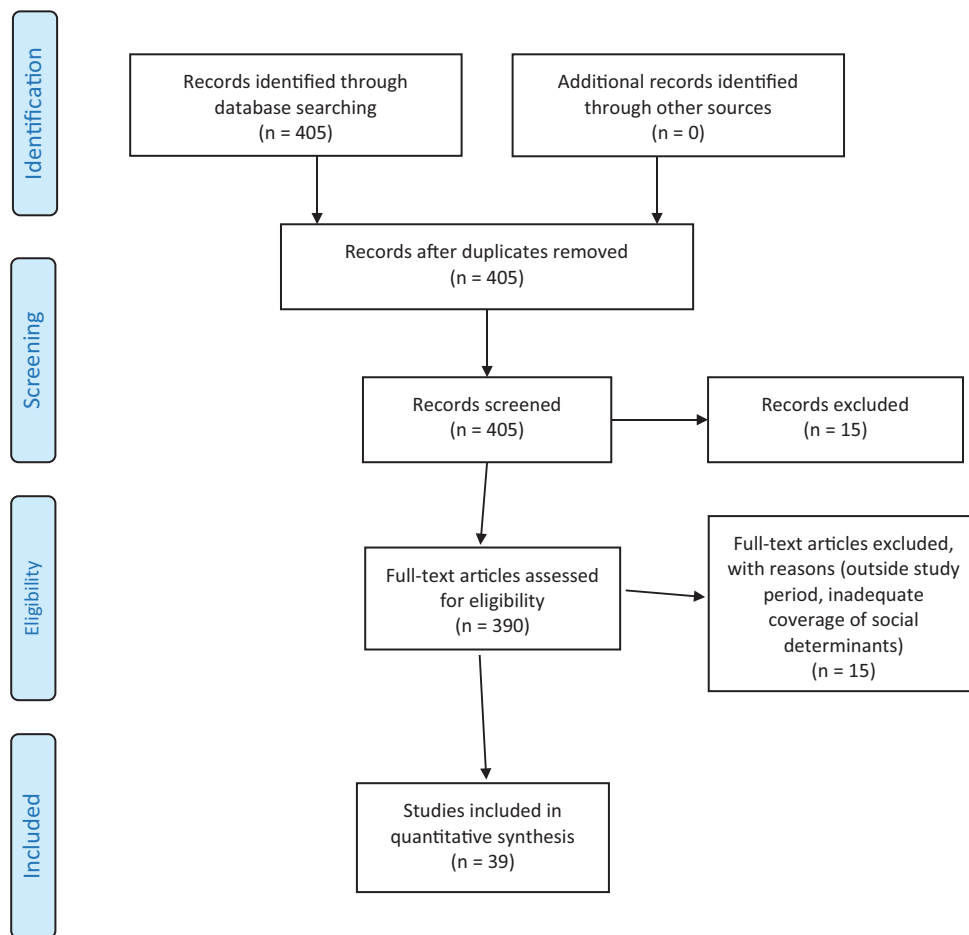 Identification
Records identified through
database searching
(n = 405)
Additional records identified
through other sources
(n = 0)
Records after duplicates removed
(n = 405)
Screening
Records screened
(n = 405)
Records excluded
(n = 15)
Eligibility
Full-text articles assessed
for eligibility
(n = 390)
Full-text articles excluded,
with reasons (outside study
period, inadequate
coverage of social
determinants)
(n = 15)
Included
Studies included in
quantitative synthesis
(n = 39)